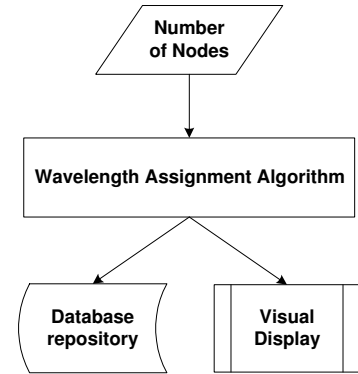 Number
of Nodes
Wavelength Assignment Algorithm
Database
repository
Visual
Display